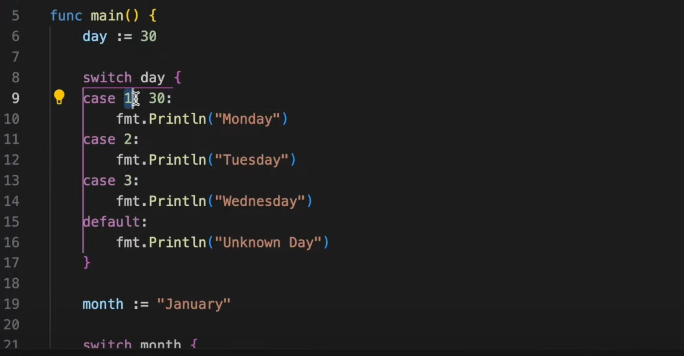 5 func main() {
6 day := 30
7
8 switch day {
9 case 1, 30:
10 fmt.Println("Monday")
11 case 2:
12 fmt.Println("Tuesday")
13 case 3:
14 fmt.Println("Wednesday")
15 default:
16 fmt.Println("Unknown Day")
17 }
18
19 month := "January"
20
21 switch month {